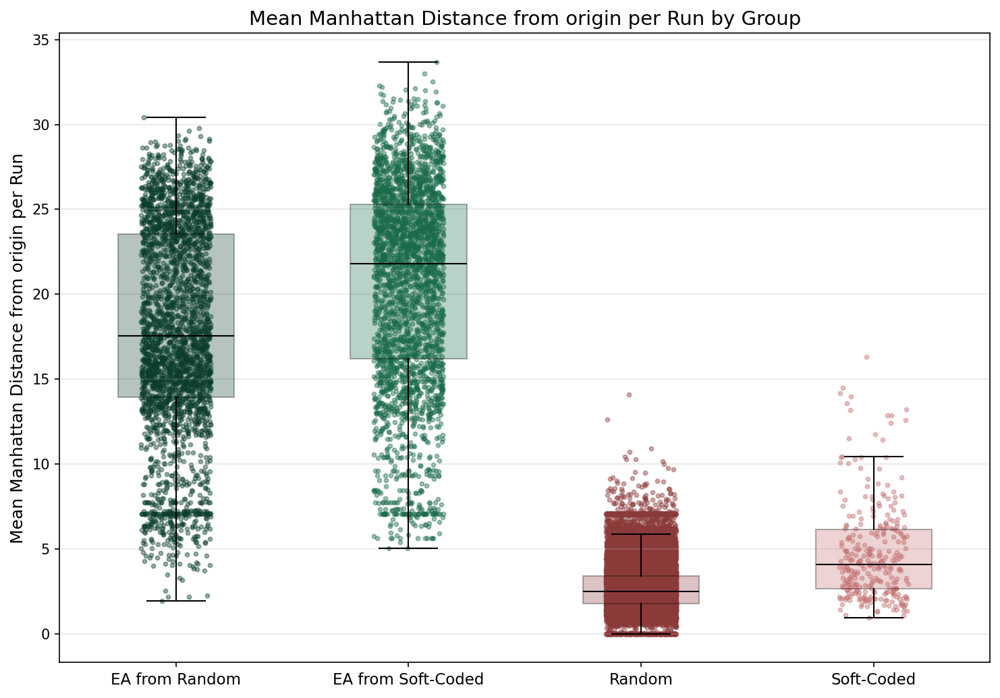 Mean Manhattan Distance from origin per Run by Group
Mean Manhattan Distance from origin per Run
35
30
25
20
15
10
5
0
EA from Random
EA from Soft-Coded
Random
Soft-Coded